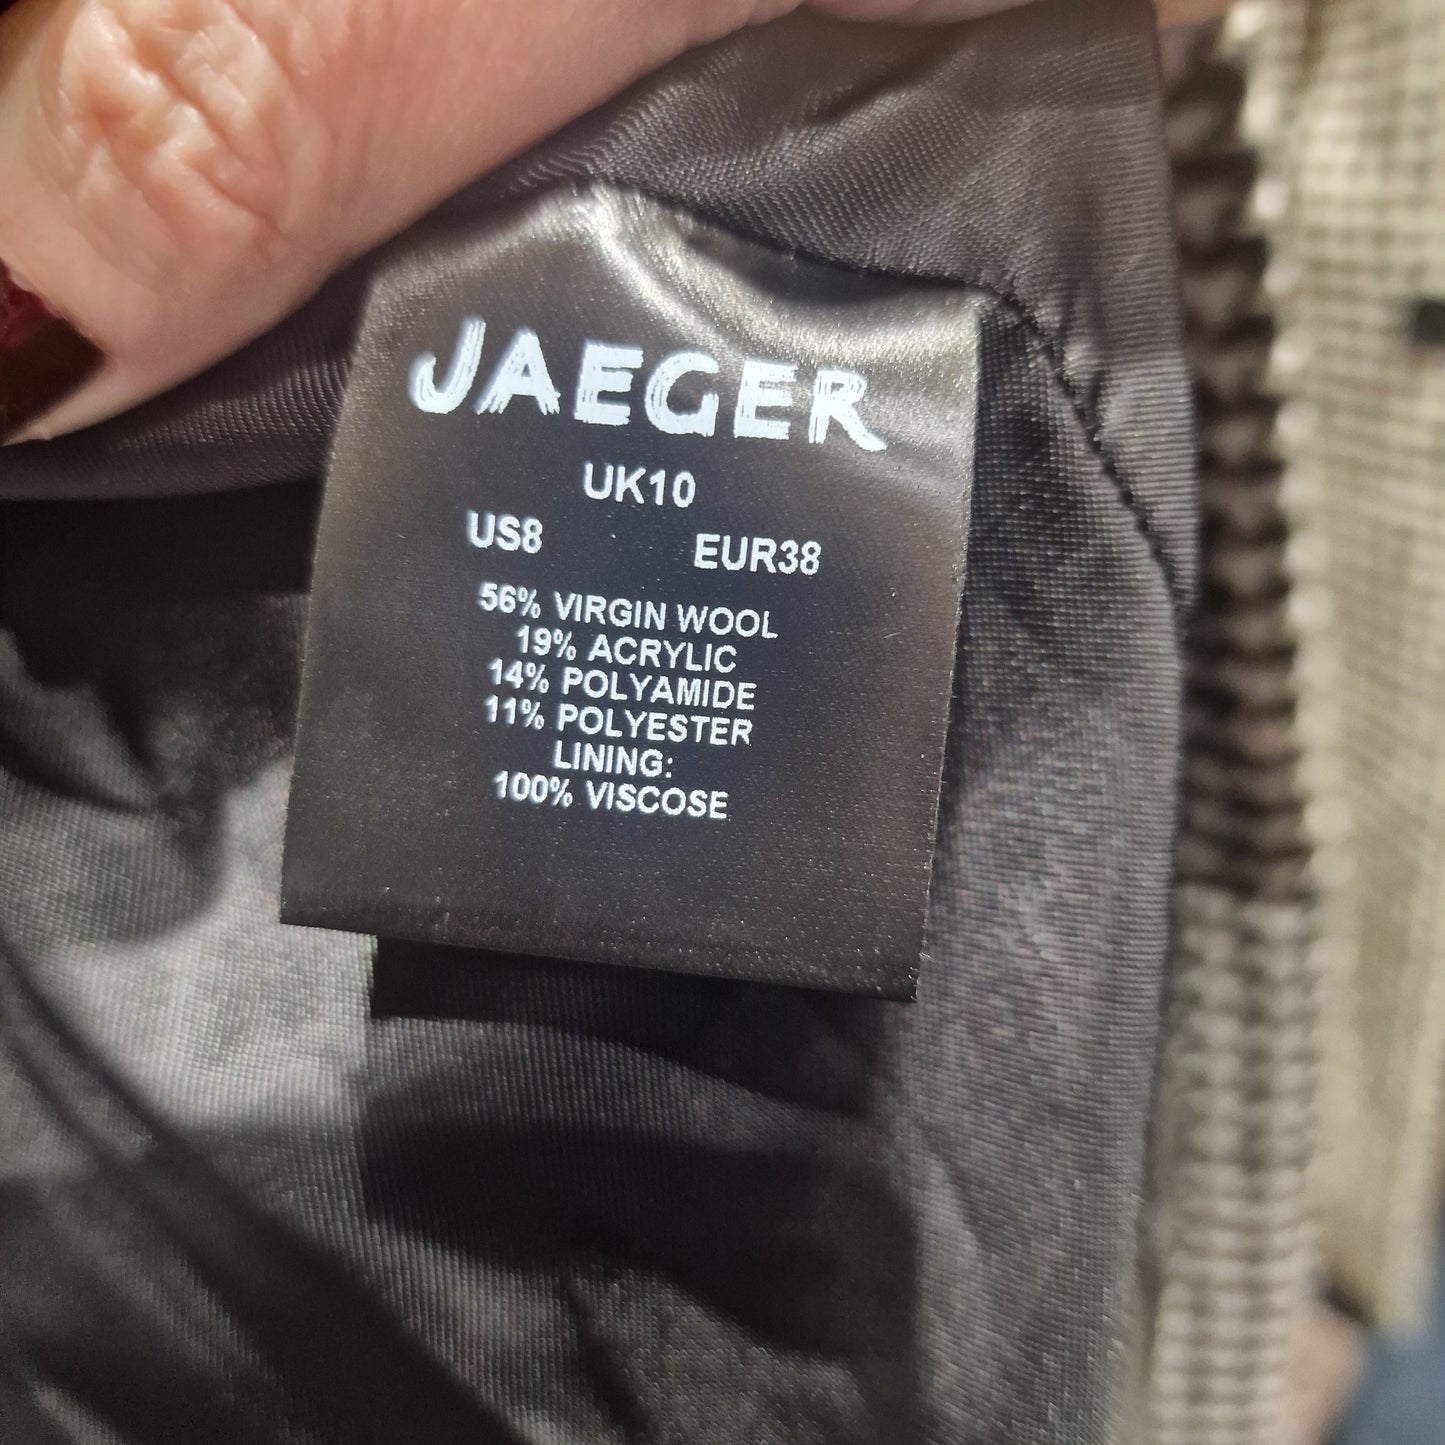 JAEGER
UK10
US8 EUR38
56% VIRGIN WOOL
19% ACRYLIC
14% POLYAMIDE
11% POLYESTER
LINING:
100% VISCOSE